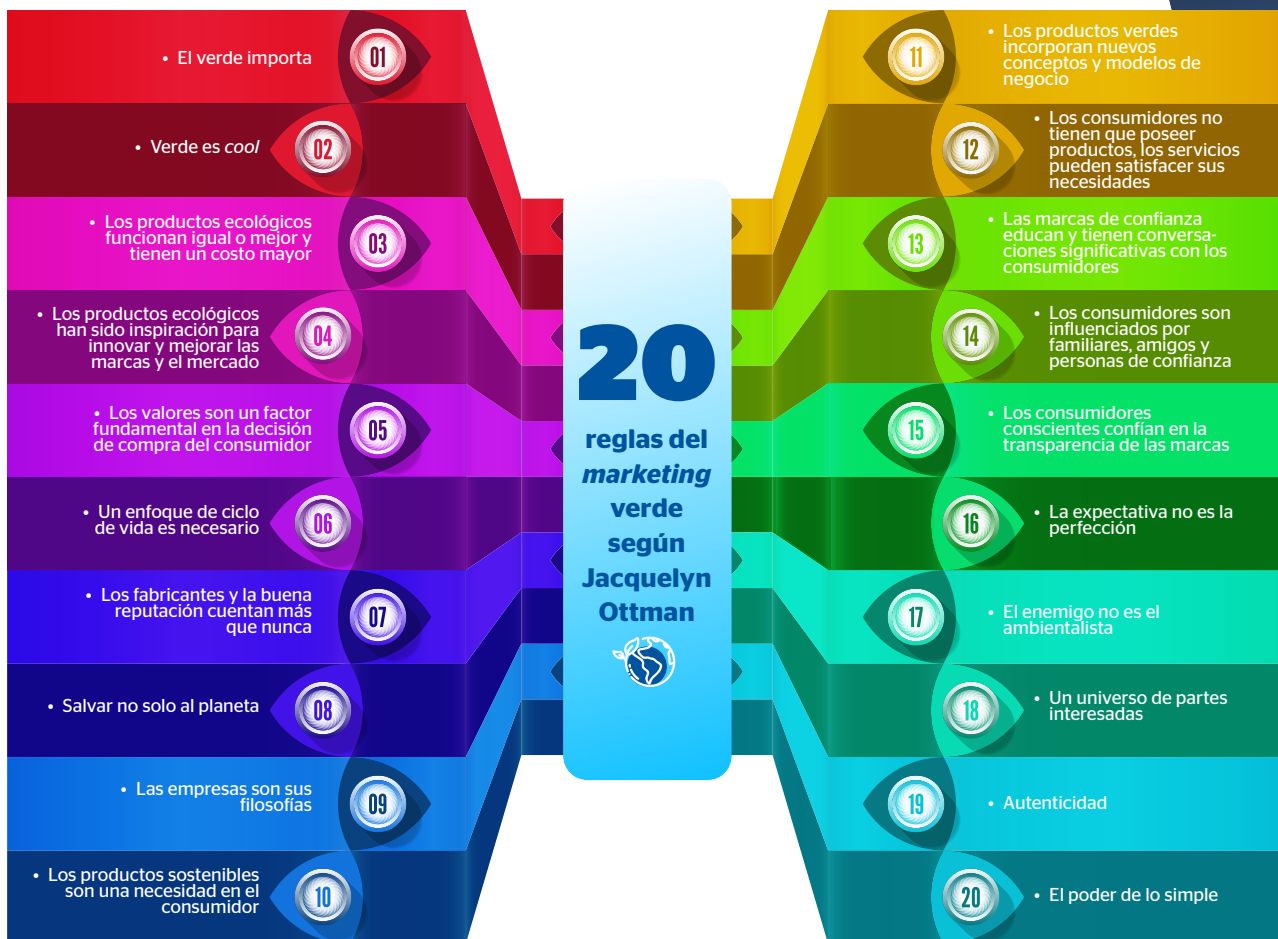 01
• El verde importa
02
• Verde es cool
03
• Los productos ecológicos
funcionan igual o mejor y
tienen un costo mayor
04
• Los productos ecológicos
han sido inspiración para
innovar y mejorar las
marcas y el mercado
05
• Los valores son un factor
fundamental en la decisión
de compra del consumidor
06
• Un enfoque de ciclo
de vida es necesario
07
• Los fabricantes y la buena
reputación cuentan más
que nunca
08
• Salvar no solo al planeta
09
• Las empresas son sus
filosofías
10
• Los productos sostenibles
son una necesidad en el
consumidor
20
reglas del
marketing
verde
según
Jacquelyn
Ottman
11
• Los productos verdes
incorporan nuevos
conceptos y modelos de
negocio
12
• Los consumidores no
tienen que poseer
productos, los servicios
pueden satisfacer sus
necesidades
13
• Las marcas de confianza
educan y tienen conversa-
ciones significativas con los
consumidores
14
• Los consumidores son
influenciados por
familiares, amigos y
personas de confianza
15
• Los consumidores
conscientes confían en la
transparencia de las marcas
16
• La expectativa no es la
perfección
17
• El enemigo no es el
ambientalista
18
• Un universo de partes
interesadas
19
• Autenticidad
20
• El poder de lo simple